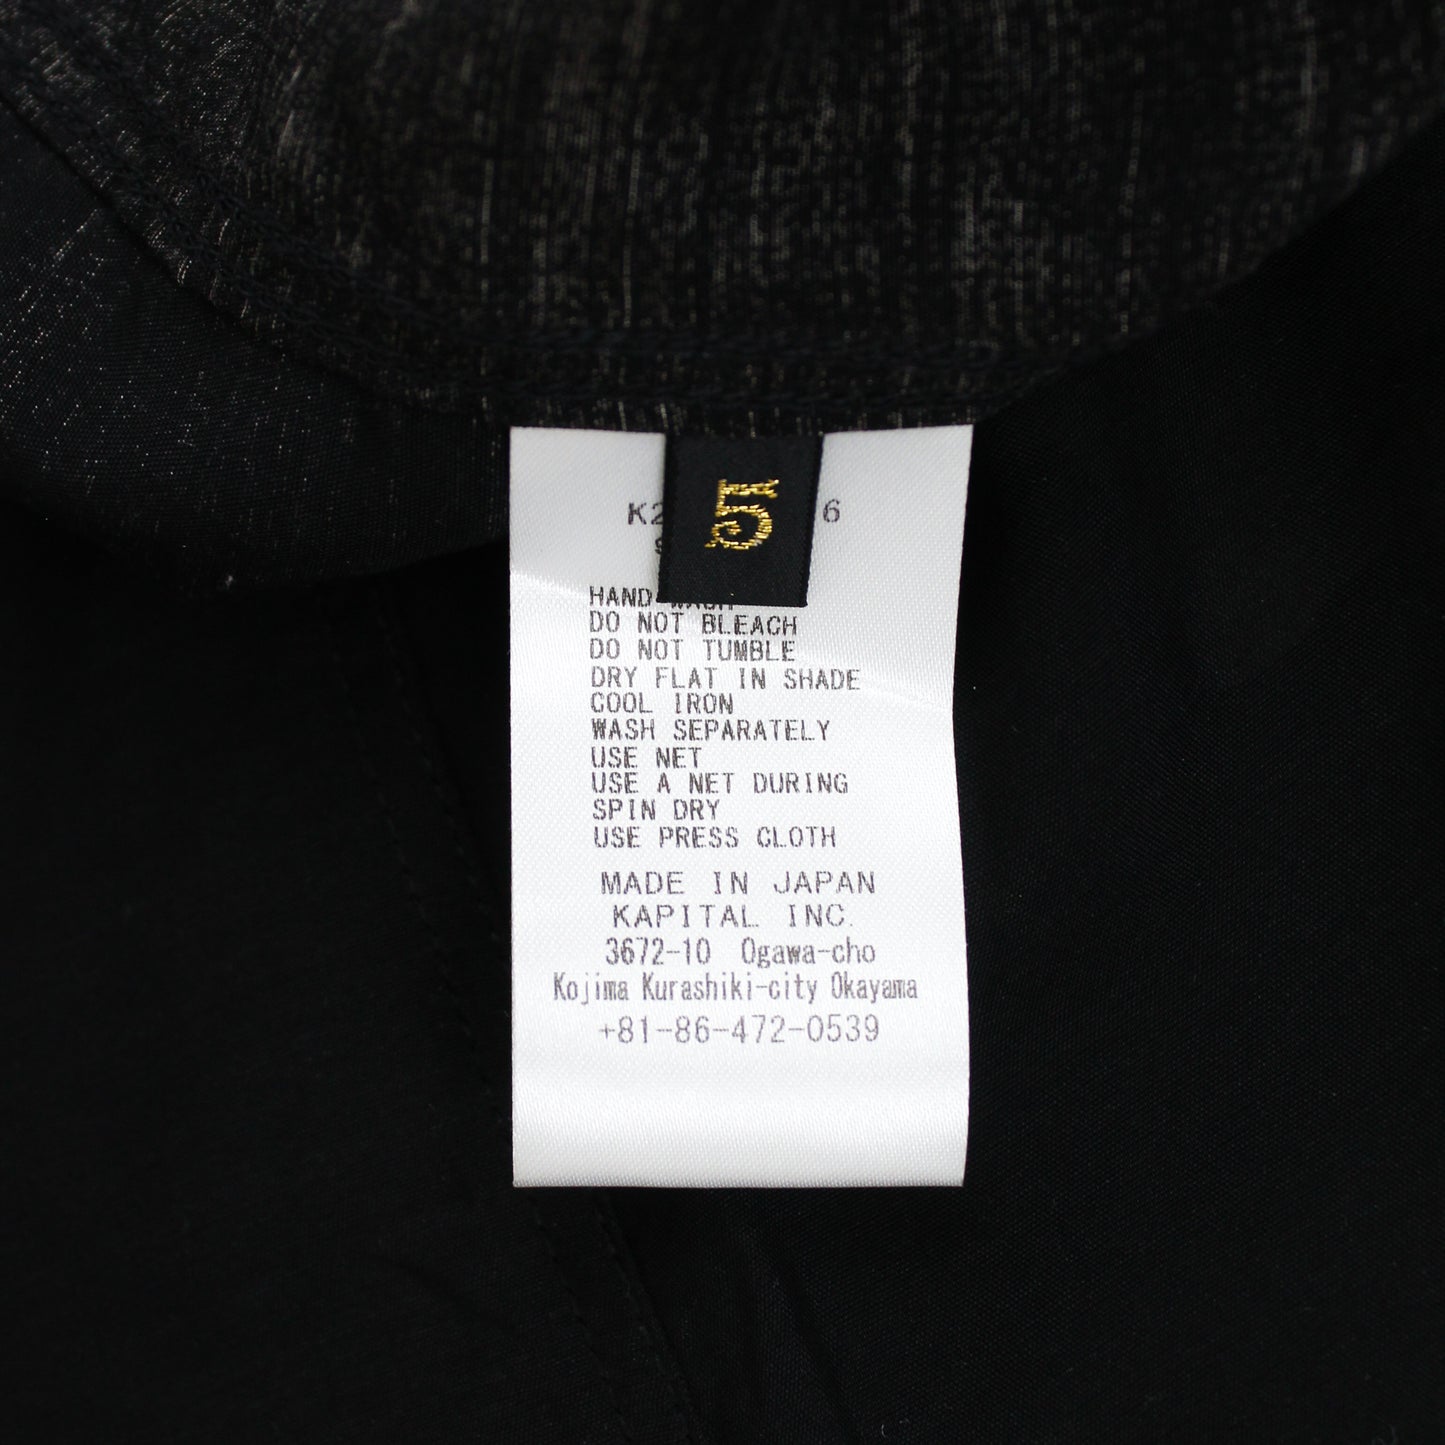 5
HAND WASH
DO NOT BLEACH
DO NOT TUMBLE
DRY FLAT IN SHADE
COOL IRON
WASH SEPARATELY
USE NET
USE A NET DURING
SPIN DRY
USE PRESS CLOTH
MADE IN JAPAN
KAPITAL INC.
3672-10 Ogawa-cho
Kojima Kurashiki-city Okayama
+81-86-472-0539